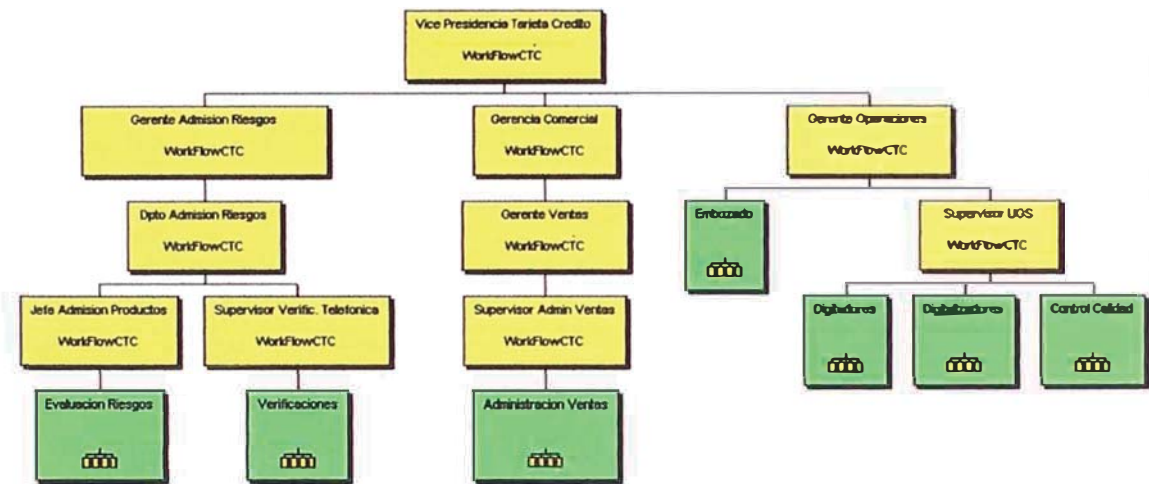 Vice Presidencia Tarjeta Credito
WorkFlowCTC
Gerente Admision Riesgos
WorkFlowCTC
Gerencia Comercial
WorkFlowCTC
Gerente Operaciones
WorkFlowCTC
Dpto Admision Riesgos
WorkFlowCTC
Gerente Ventas
WorkFlowCTC
Embozado
Supervisor UGS
WorkFlowCTC
Jefe Admision Productos
WorkFlowCTC
Supervisor Verific. Telefonica
WorkFlowCTC
Supervisor Admin Ventas
WorkFlowCTC
Digitadores
Digitalizadores
Control Calidad
Evaluacion Riesgos
Verificaciones
Administracion Ventas